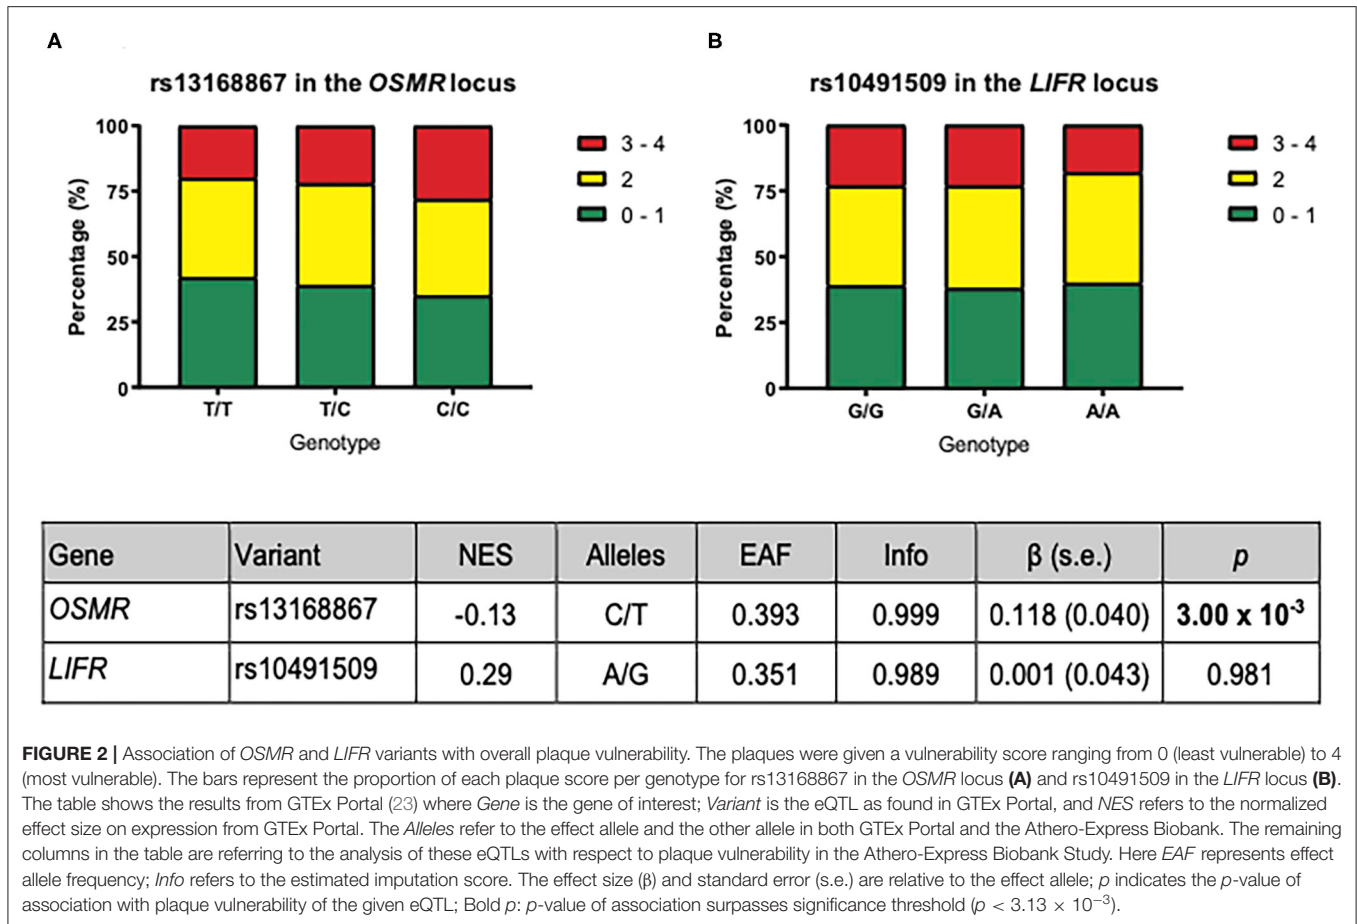 A
rs13168867 in the OSMR locus
100
75
50
25
0
Percentage (%)
T/T T/C C/C
Genotype
3 - 4
2
0 - 1
B
rs10491509 in the LIFR locus
100
75
50
25
0
Percentage (%)
G/G G/A A/A
Genotype
3 - 4
2
0 - 1
Gene Variant NES Alleles EAF Info β (s.e.) p
OSMR rs13168867 -0.13 C/T 0.393 0.999 0.118 (0.040) 3.00 x 10⁻³
LIFR rs10491509 0.29 A/G 0.351 0.989 0.001 (0.043) 0.981
FIGURE 2 | Association of OSMR and LIFR variants with overall plaque vulnerability. The plaques were given a vulnerability score ranging from 0 (least vulnerable) to 4
(most vulnerable). The bars represent the proportion of each plaque score per genotype for rs13168867 in the OSMR locus (A) and rs10491509 in the LIFR locus (B).
The table shows the results from GTEx Portal (23) where Gene is the gene of interest; Variant is the eQTL as found in GTEx Portal, and NES refers to the normalized
effect size on expression from GTEx Portal. The Alleles refer to the effect allele and the other allele in both GTEx Portal and the Athero-Express Biobank. The remaining
columns in the table are referring to the analysis of these eQTLs with respect to plaque vulnerability in the Athero-Express Biobank Study. Here EAF represents effect
allele frequency; Info refers to the estimated imputation score. The effect size (β) and standard error (s.e.) are relative to the effect allele; p indicates the p-value of
association with plaque vulnerability of the given eQTL; Bold p: p-value of association surpasses significance threshold (p < 3.13 × 10⁻³).